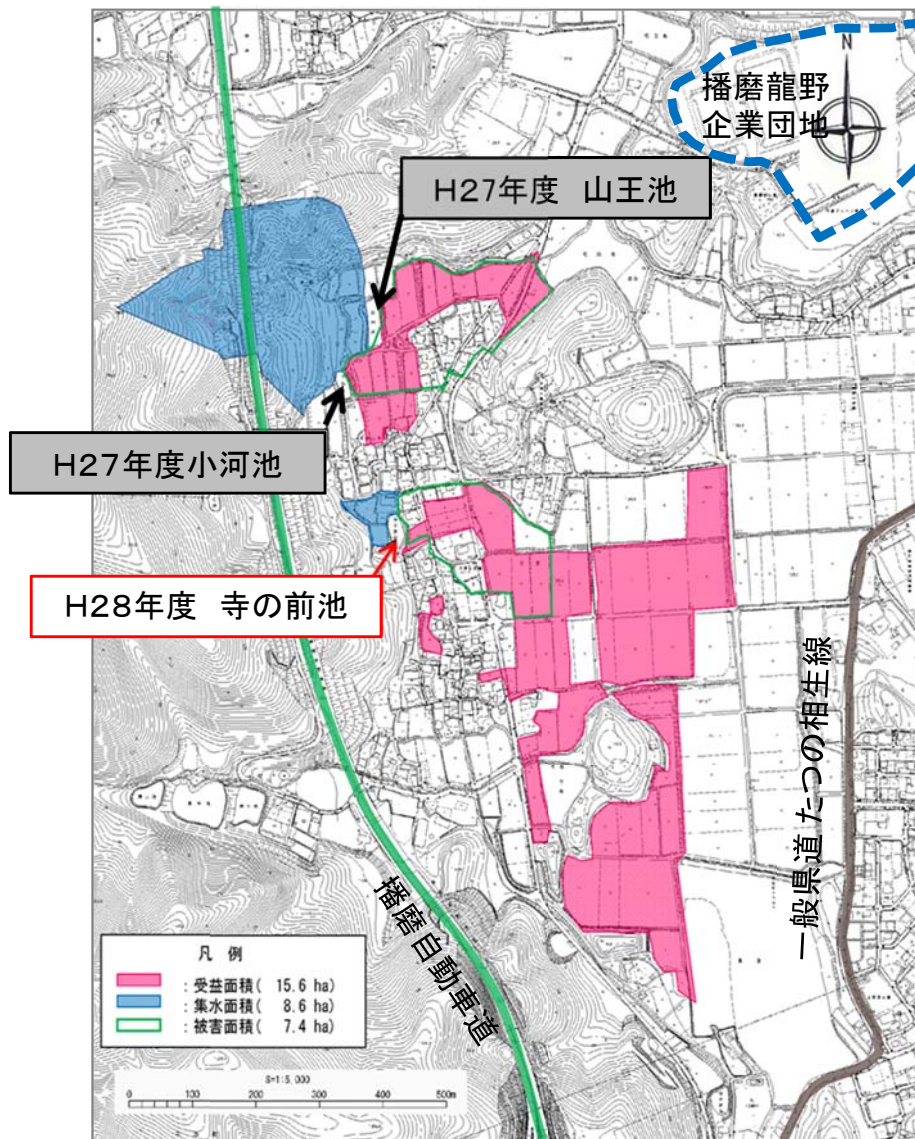 N
播磨龍野
企業団地
H27年度 山王池
H27年度小河池
H28年度 寺の前池
一般県道 たつの相生線
播磨自動車道
凡 例
: 受益面積( 15.6 ha)
: 集水面積( 8.6 ha)
: 被害面積( 7.4 ha)
S=1:5,000
0 100 200 300 400 500m